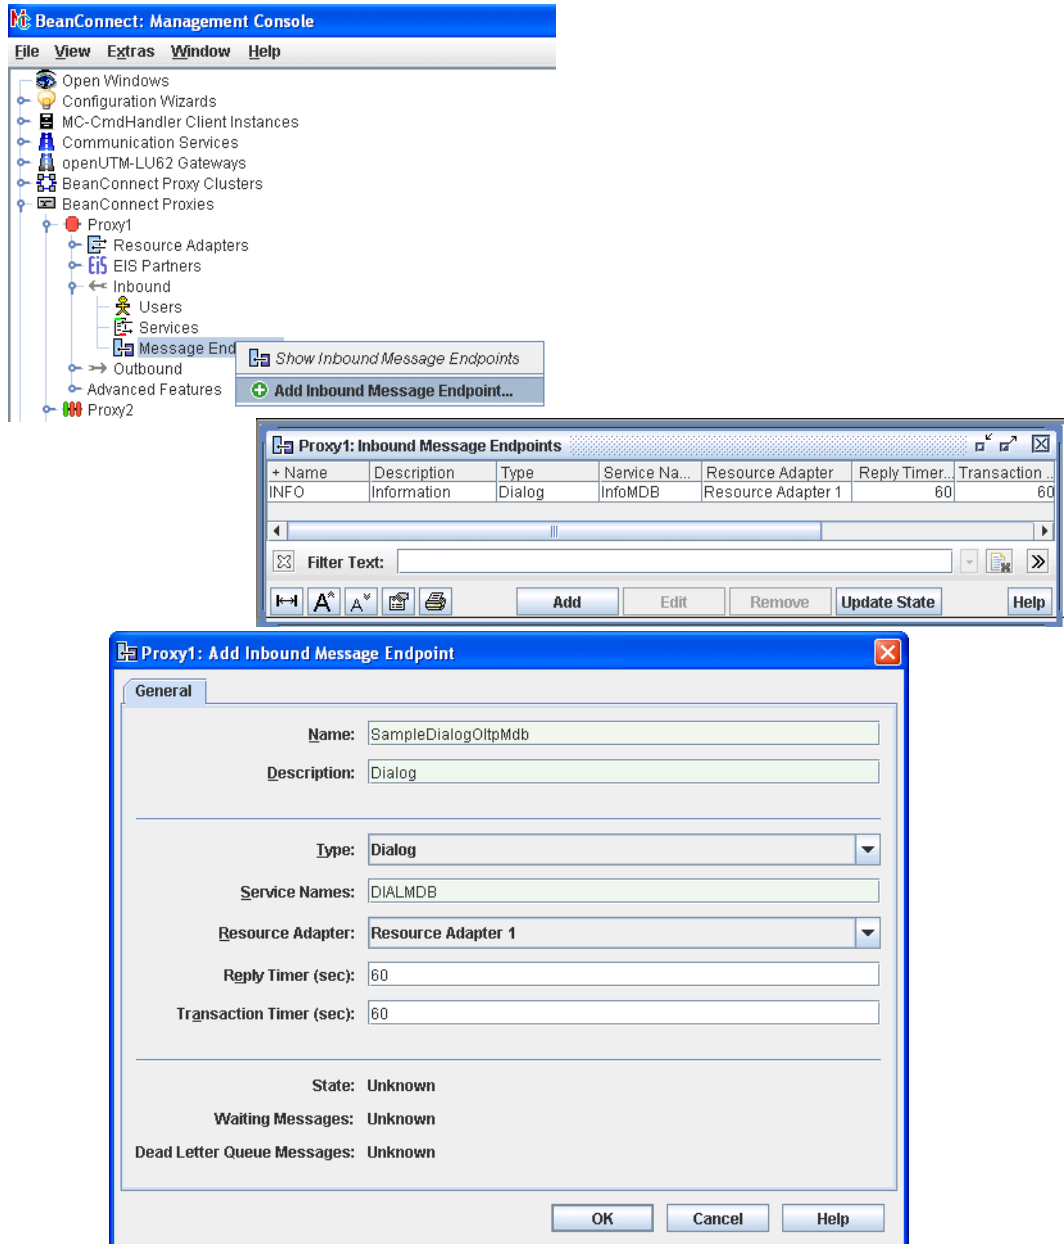 BeanConnect: Management Console
File View Extras Window Help
Open Windows
Configuration Wizards
MC-CmdHandler Client Instances
Communication Services
openUTM-LU62 Gateways
BeanConnect Proxy Clusters
BeanConnect Proxies
Proxy1
Resource Adapters
EIS Partners
Inbound
Users
Services
Message End
Show Inbound Message Endpoints
Outbound
Advanced Features
Add Inbound Message Endpoint...
Proxy2
Proxy1: Inbound Message Endpoints
+ Name Description Type Service Na... Resource Adapter Reply Timer... Transaction ..
INFO Information Dialog InfoMDB Resource Adapter 1 60 60
Filter Text:
Add Edit Remove Update State Help
Proxy1: Add Inbound Message Endpoint
General
Name: SampleDialogOltpMdb
Description: Dialog
Type: Dialog
Service Names: DIALMDB
Resource Adapter: Resource Adapter 1
Reply Timer (sec): 60
Transaction Timer (sec): 60
State: Unknown
Waiting Messages: Unknown
Dead Letter Queue Messages: Unknown
OK Cancel Help